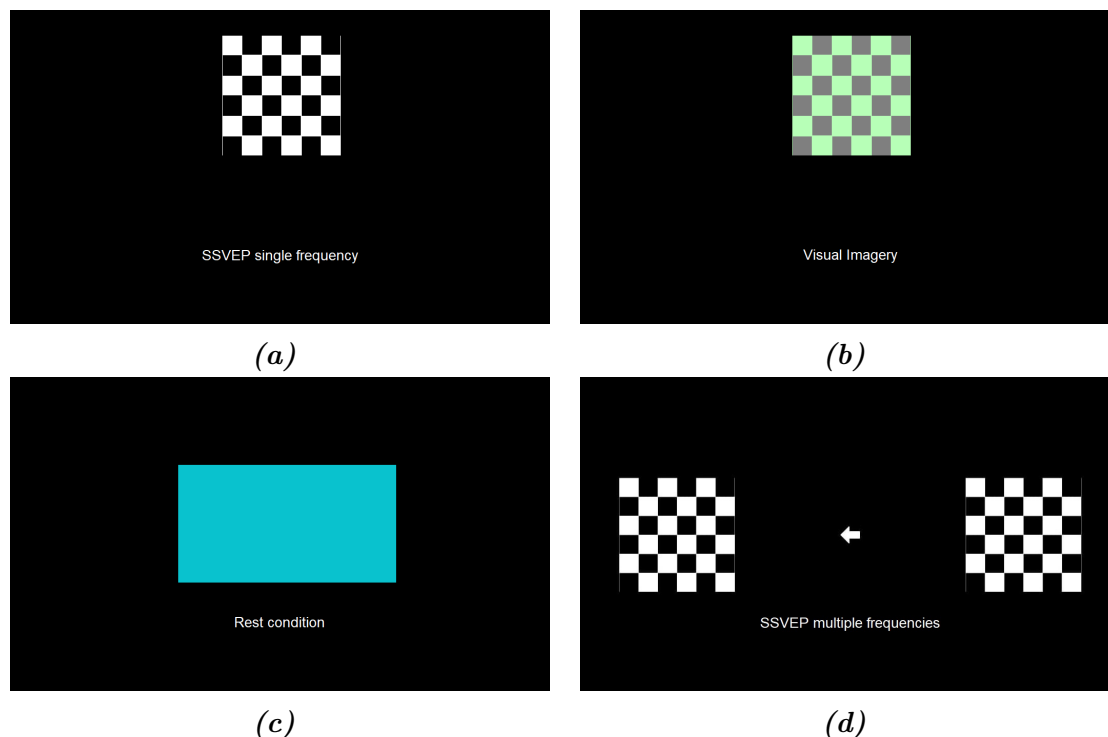 SSVEP single frequency
Visual Imagery
(a)
(b)
Rest condition
SSVEP multiple frequencies
(c)
(d)